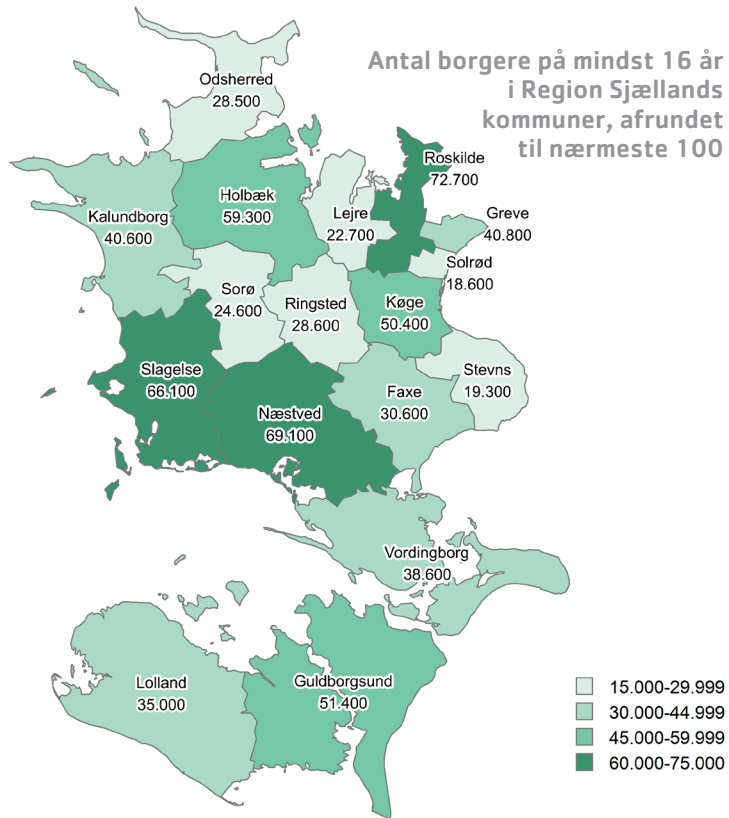 Antal borgere på mindst 16 år
i Region Sjællands
kommuner, afrundet
til nærmeste 100
Odsherred
28.500
Roskilde
72.700
Holbæk
59.300
Lejre
22.700
Kalundborg
40.600
Greve
40.800
Solrød
18.600
Sorø
24.600
Ringsted
28.600
Køge
50.400
Slagelse
66.100
Stevns
19.300
Faxe
30.600
Næstved
69.100
Vordingborg
38.600
Lolland
35.000
Guldborgsund
51.400
15.000-29.999
30.000-44.999
45.000-59.999
60.000-75.000